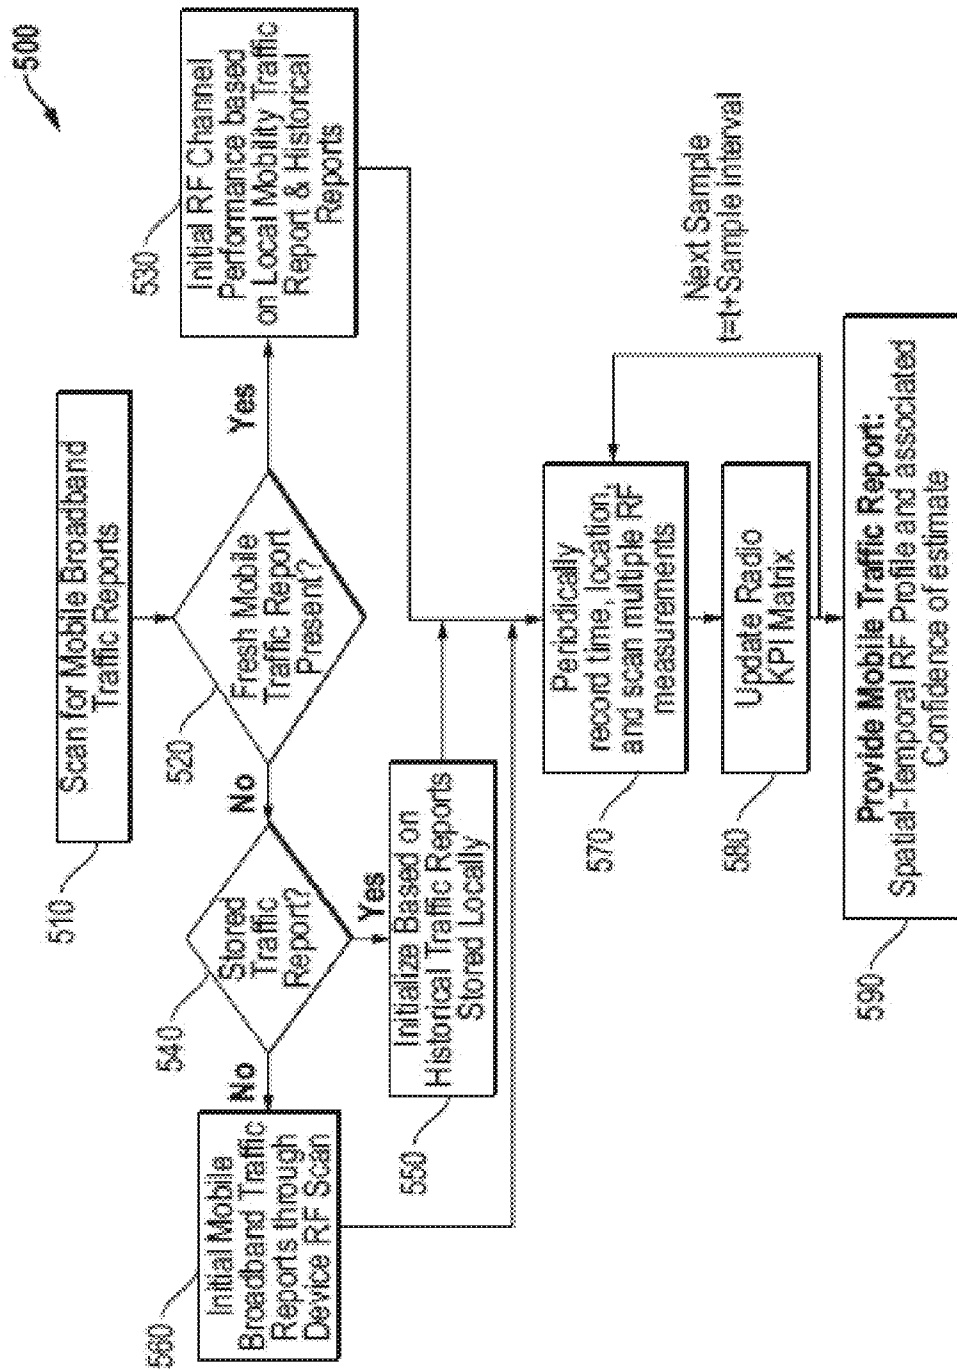 500
510
Scan for Mobile Broadband
Traffic Reports
520
Fresh Mobile
Traffic Report
Present?
Yes
No
530
Initial RF Channel
Performance based
on Local Mobility Traffic
Report & Historical
Reports
540
Stored
Traffic
Report?
Yes
No
550
Initialize Based on
Historical Traffic Reports
Stored Locally
560
Initial Mobile
Broadband Traffic
Reports through
Device RF Scan
570
Periodically
record time, location,
and scan multiple RF
measurements
Next Sample
t=t+Sample interval
580
Update Radio
KPI Matrix
590
Provide Mobile Traffic Report:
Spatial-Temporal RF Profile and associated
Confidence of estimate